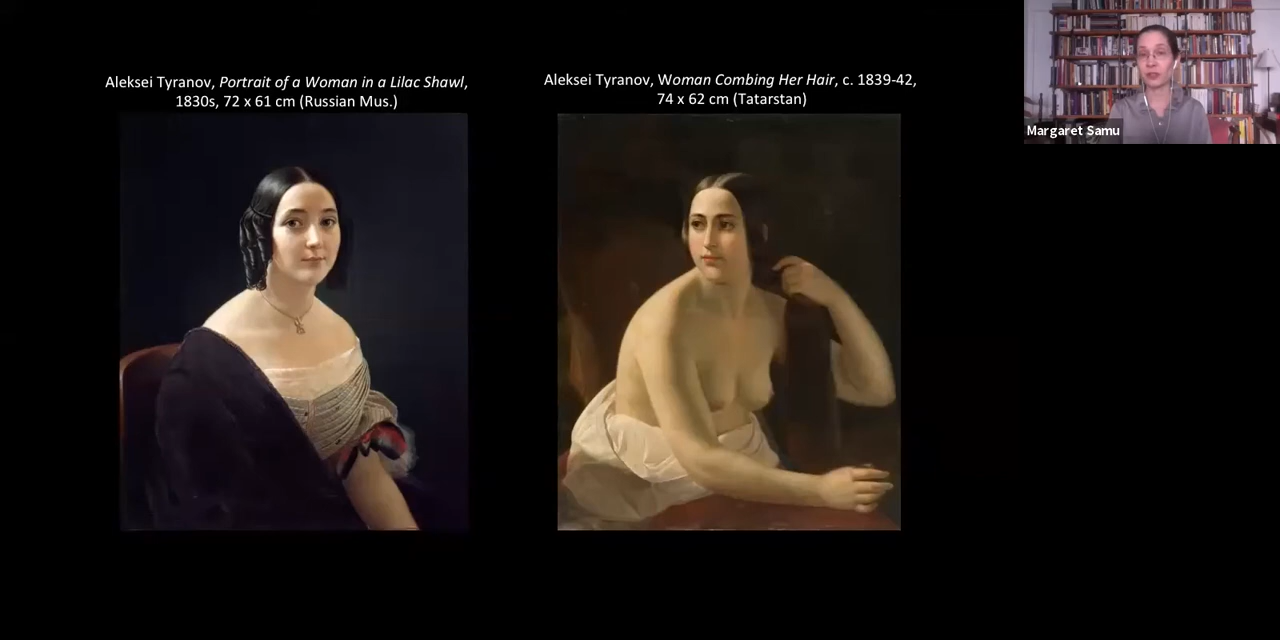 Aleksei Tyranov, Portrait of a Woman in a Lilac Shawl,
1830s, 72 x 61 cm (Russian Mus.)
Aleksei Tyranov, Woman Combing Her Hair, c. 1839-42,
74 x 62 cm (Tatarstan)
Margaret Samu